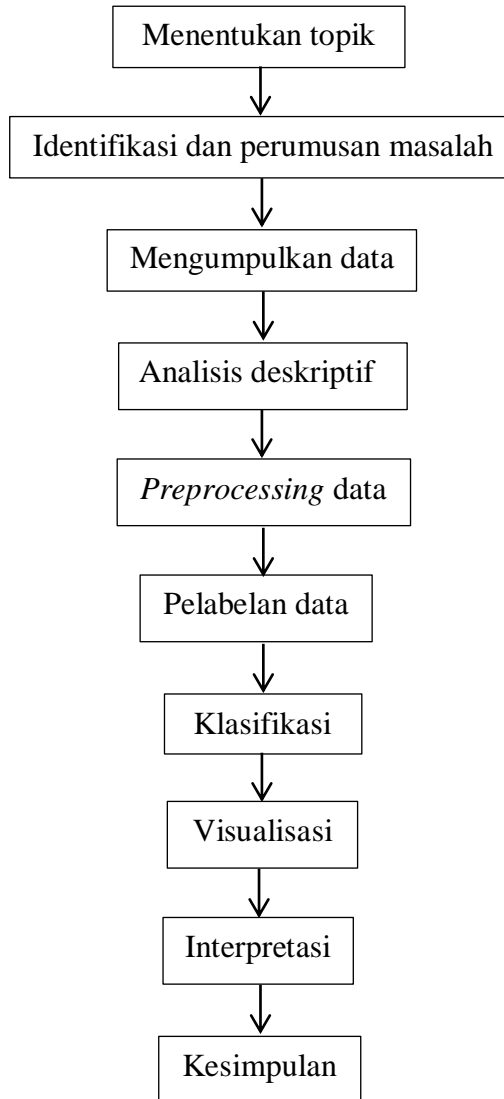 Menentukan topik
Identifikasi dan perumusan masalah
Mengumpulkan data
Analisis deskriptif
Preprocessing data
Pelabelan data
Klasifikasi
Visualisasi
Interpretasi
Kesimpulan